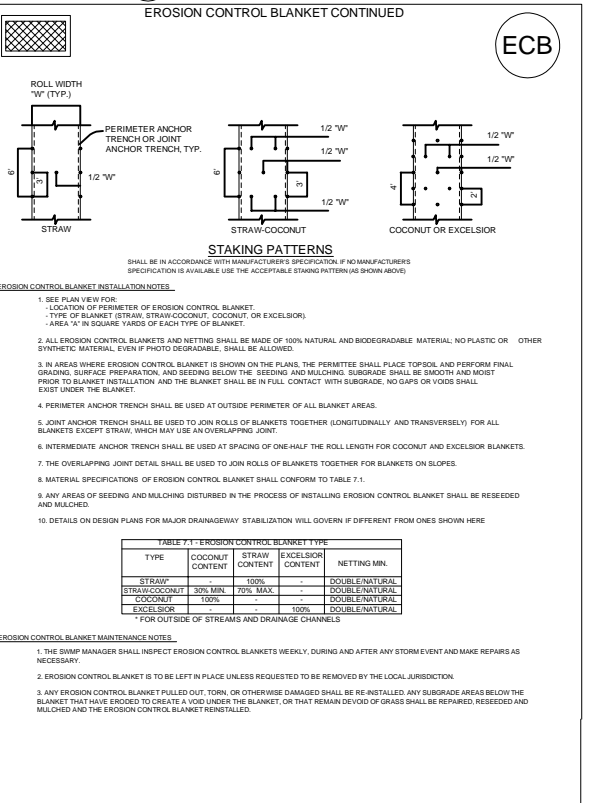 EROSION CONTROL BLANKET CONTINUED
ECB
ROLL WIDTH
"W" (TYP.)
PERIMETER ANCHOR
TRENCH OR JOINT
ANCHOR TRENCH, TYP.
6'
3'
1/2 "W"
STRAW
1/2 "W"
1/2 "W"
6'
3'
1/2 "W"
STRAW-COCONUT
1/2 "W"
1/2 "W"
4'
2'
COCONUT OR EXCELSIOR
STAKING PATTERNS
SHALL BE IN ACCORDANCE WITH MANUFACTURER'S SPECIFICATION. IF NO MANUFACTURER'S
SPECIFICATION IS AVAILABLE USE THE ACCEPTABLE STAKING PATTERN (AS SHOWN ABOVE)
EROSION CONTROL BLANKET INSTALLATION NOTES
1. SEE PLAN VIEW FOR:
- LOCATION OF PERIMETER OF EROSION CONTROL BLANKET.
- TYPE OF BLANKET (STRAW, STRAW-COCONUT, COCONUT, OR EXCELSIOR).
- AREA "A" IN SQUARE YARDS OF EACH TYPE OF BLANKET.
2. ALL EROSION CONTROL BLANKETS AND NETTING SHALL BE MADE OF 100% NATURAL AND BIODEGRADABLE MATERIAL; NO PLASTIC OR OTHER
SYNTHETIC MATERIAL, EVEN IF PHOTO DEGRADABLE, SHALL BE ALLOWED.
3. IN AREAS WHERE EROSION CONTROL BLANKET IS SHOWN ON THE PLANS, THE PERMITTEE SHALL PLACE TOPSOIL AND PERFORM FINAL
GRADING, SURFACE PREPARATION, AND SEEDING BELOW THE SEEDING AND MULCHING. SUBGRADE SHALL BE SMOOTH AND MOIST
PRIOR TO BLANKET INSTALLATION AND THE BLANKET SHALL BE IN FULL CONTACT WITH SUBGRADE, NO GAPS OR VOIDS SHALL
EXIST UNDER THE BLANKET.
4. PERIMETER ANCHOR TRENCH SHALL BE USED AT OUTSIDE PERIMETER OF ALL BLANKET AREAS.
5. JOINT ANCHOR TRENCH SHALL BE USED TO JOIN ROLLS OF BLANKETS TOGETHER (LONGITUDINALLY AND TRANSVERSELY) FOR ALL
BLANKETS EXCEPT STRAW, WHICH MAY USE AN OVERLAPPING JOINT.
6. INTERMEDIATE ANCHOR TRENCH SHALL BE USED AT SPACING OF ONE-HALF THE ROLL LENGTH FOR COCONUT AND EXCELSIOR BLANKETS.
7. THE OVERLAPPING JOINT DETAIL SHALL BE USED TO JOIN ROLLS OF BLANKETS TOGETHER FOR BLANKETS ON SLOPES.
8. MATERIAL SPECIFICATIONS OF EROSION CONTROL BLANKET SHALL CONFORM TO TABLE 7.1.
9. ANY AREAS OF SEEDING AND MULCHING DISTURBED IN THE PROCESS OF INSTALLING EROSION CONTROL BLANKET SHALL BE RESEEDED
AND MULCHED.
10. DETAILS ON DESIGN PLANS FOR MAJOR DRAINAGEWAY STABILIZATION WILL GOVERN IF DIFFERENT FROM ONES SHOWN HERE
TABLE 7.1 - EROSION CONTROL BLANKET TYPE
TYPE COCONUT CONTENT STRAW CONTENT EXCELSIOR CONTENT NETTING MIN.
STRAW* - 100% - DOUBLE/NATURAL
STRAW-COCONUT 30% MIN. 70% MAX. - DOUBLE/NATURAL
COCONUT 100% - - DOUBLE/NATURAL
EXCELSIOR - - 100% DOUBLE/NATURAL
* FOR OUTSIDE OF STREAMS AND DRAINAGE CHANNELS
EROSION CONTROL BLANKET MAINTENANCE NOTES
1. THE SWMP MANAGER SHALL INSPECT EROSION CONTROL BLANKETS WEEKLY, DURING AND AFTER ANY STORM EVENT AND MAKE REPAIRS AS
NECESSARY.
2. EROSION CONTROL BLANKET IS TO BE LEFT IN PLACE UNLESS REQUESTED TO BE REMOVED BY THE LOCAL JURISDICTION.
3. ANY EROSION CONTROL BLANKET PULLED OUT, TORN, OR OTHERWISE DAMAGED SHALL BE RE-INSTALLED. ANY SUBGRADE AREAS BELOW THE
BLANKET THAT HAVE ERODED TO CREATE A VOID UNDER THE BLANKET, OR THAT REMAIN DEVOID OF GRASS SHALL BE REPAIRED, RESEEDED AND
MULCHED AND THE EROSION CONTROL BLANKET REINSTALLED.